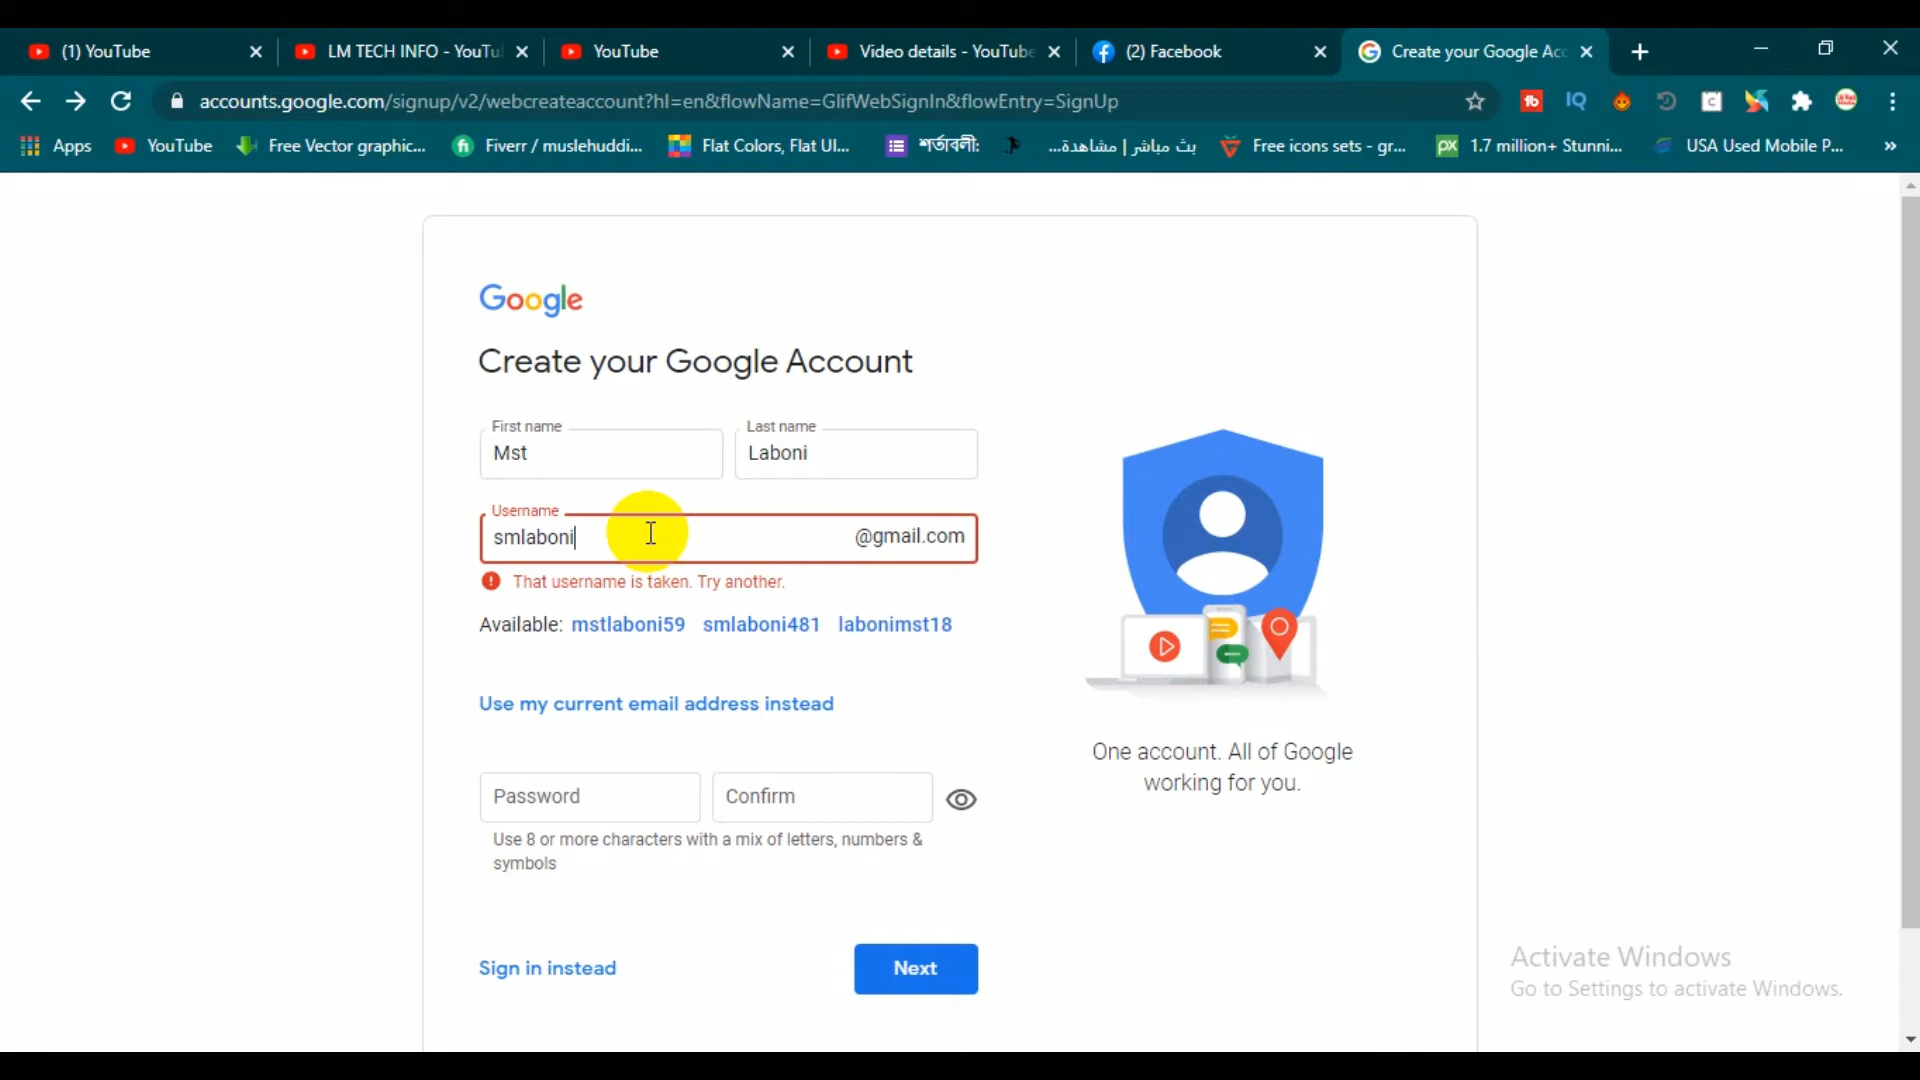 (1) YouTube
LM TECH INFO - YouTu
YouTube
Video details - YouTube
(2) Facebook
Create your Google Acc
accounts.google.com/signup/v2/webcreateaccount?hl=en&flowName=GlifWebSignIn&flowEntry=SignUp
Apps
YouTube
Free Vector graphic...
Fiverr / muslehuddi...
Flat Colors, Flat UI...
শর্তাবলী:
بث مباشر | مشاهدة...
Free icons sets - gr...
1.7 million+ Stunni...
USA Used Mobile P...
Google
Create your Google Account
First name
Mst
Last name
Laboni
Username
smlaboni
@gmail.com
That username is taken. Try another.
Available: mstlaboni59 smlaboni481 labonimst18
Use my current email address instead
Password
Confirm
Use 8 or more characters with a mix of letters, numbers &
symbols
Sign in instead
Next
One account. All of Google
working for you.
Activate Windows
Go to Settings to activate Windows.